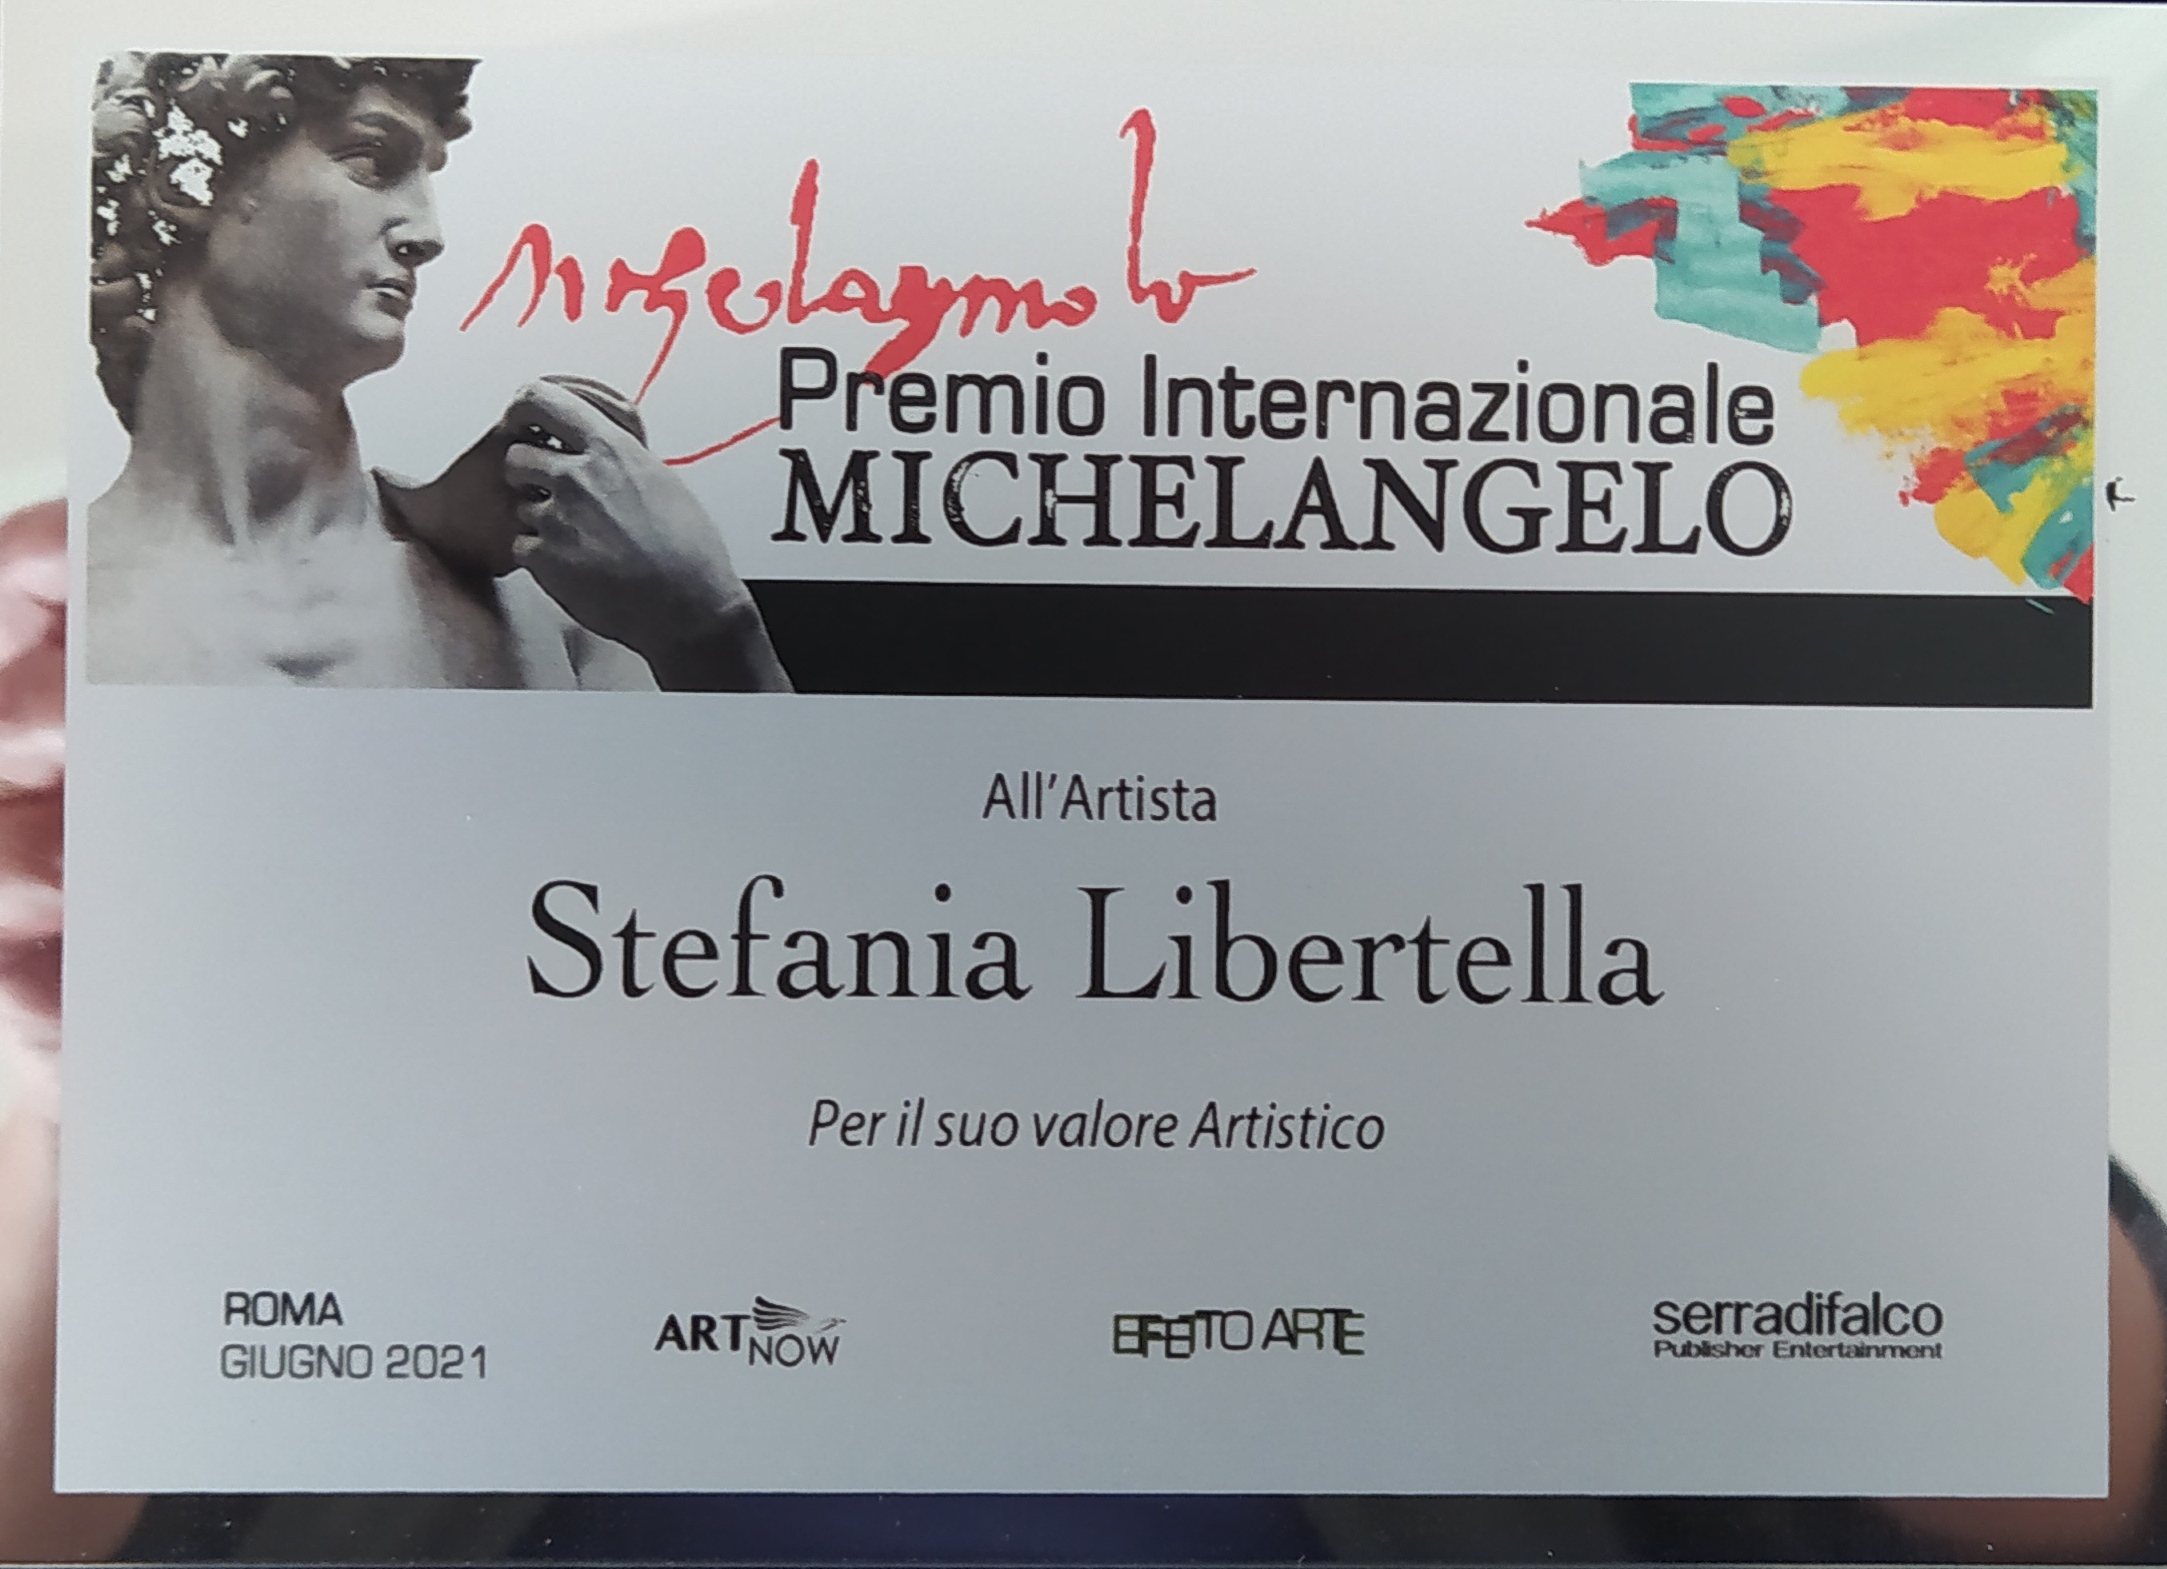 Michelagniolo
Premio Internazionale
MICHELANGELO
All'Artista
Stefania Libertella
Per il suo valore Artistico
ROMA
GIUGNO 2021
ARTNOW
EFFETTO ARTE
serradifalco
Publisher Entertainment